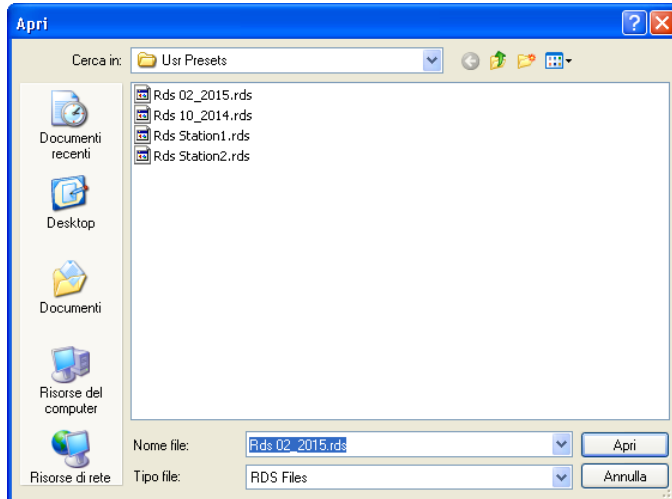 Apri
Cerca in:
Usr Presets
Rds 02_2015.rds
Rds 10_2014.rds
Rds Station1.rds
Rds Station2.rds
Documenti
recenti
Desktop
Documenti
Risorse del
computer
Risorse di rete
Nome file:
Rds 02_2015.rds
Apri
Tipo file:
RDS Files
Annulla